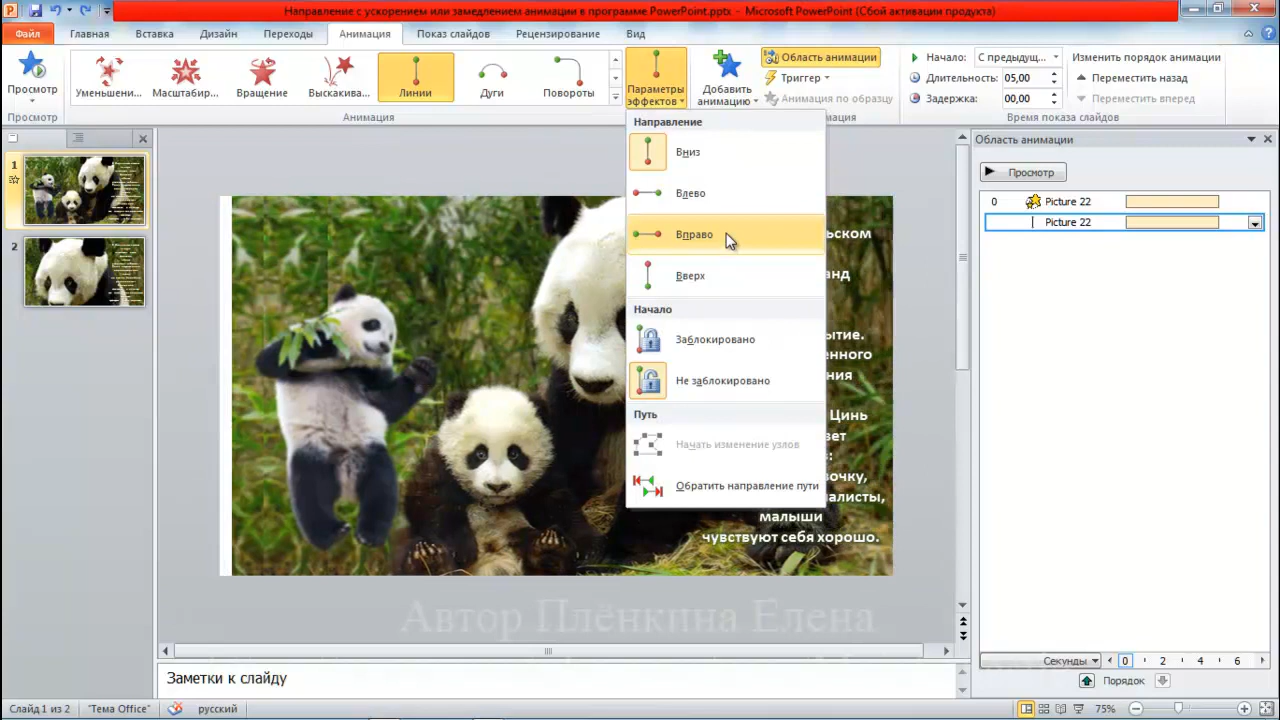 Направление с ускорением или замедлением анимации в программе PowerPoint.pptx - Microsoft PowerPoint (Сбой активации продукта)
Файл Главная Вставка Дизайн Переходы Анимация Показ слайдов Рецензирование Вид
Просмотр
Просмотр
Уменьшени... Масштабир... Вращение Выскакива... Линии Дуги Повороты
Анимация
Параметры эффектов
Добавить анимацию
Область анимации
Триггер
Анимация по образцу
мация
Начало: С предыдущ...
Длительность: 05,00
Задержка: 00,00
Изменить порядок анимации
Переместить назад
Переместить вперед
Время показа слайдов
1
2
Направление
Вниз
Влево
Вправо
Вверх
Начало
Заблокировано
Не заблокировано
Путь
Начать изменение узлов
Обратить направление пути
льском
анд
ытие.
енного
ния
Цинь
вет
:
вочку,
алисты,
малыши
чувствуют себя хорошо.
Автор Плёнкина Елена
Область анимации
Просмотр
0 Picture 22
Picture 22
Секунды 0 2 4 6
Порядок
Заметки к слайду
Слайд 1 из 2 "Тема Office" русский 75%